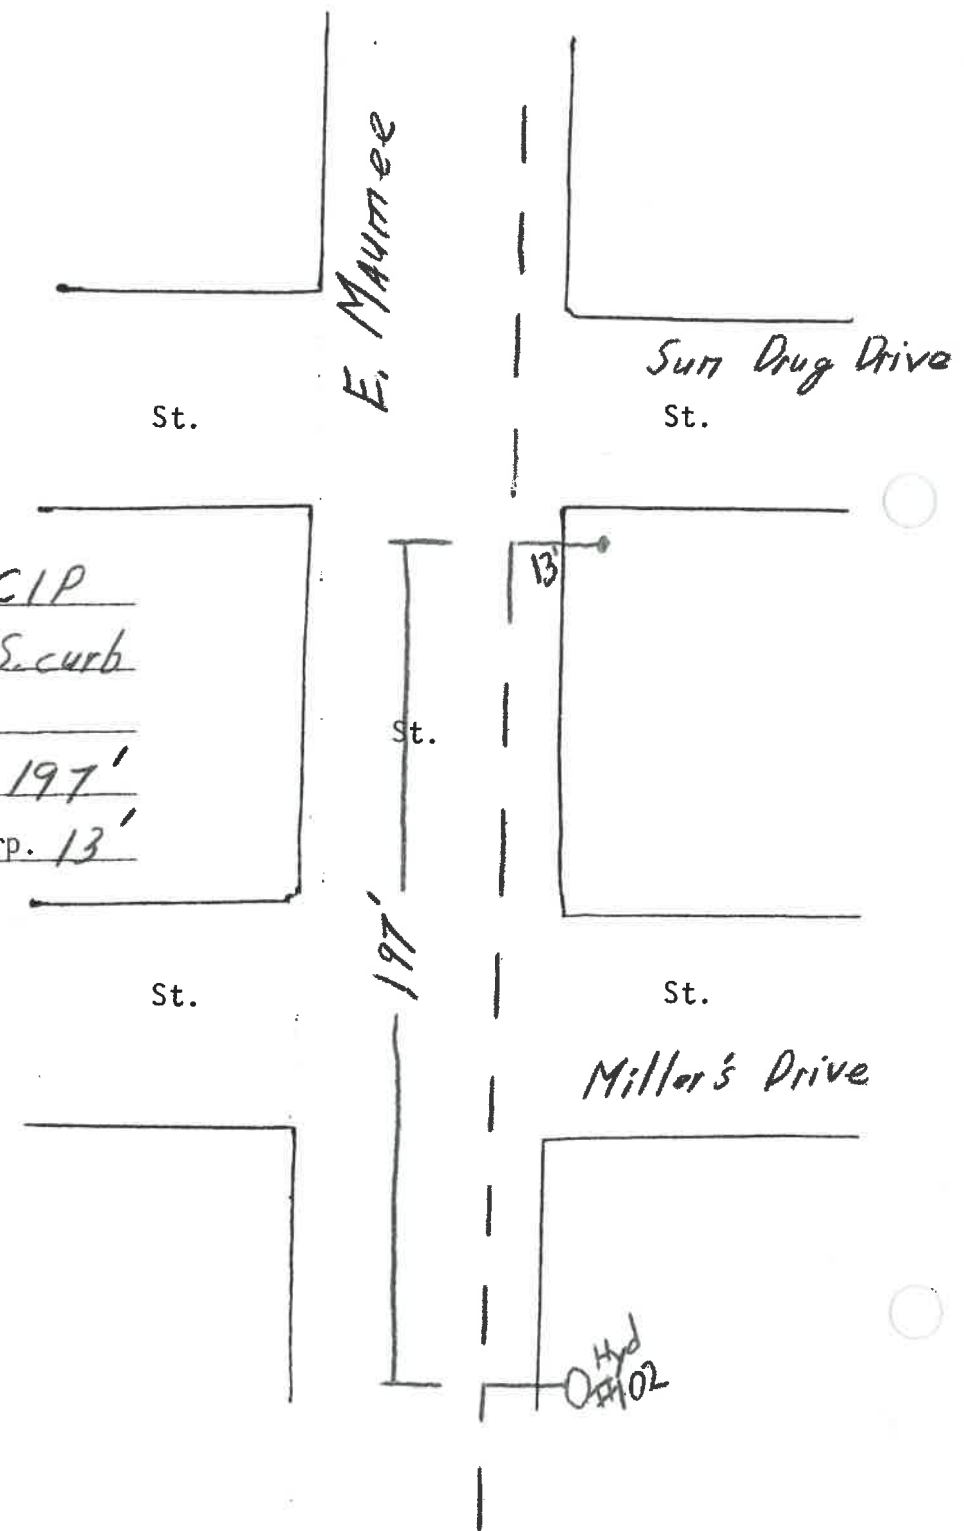 E. Maumee
Sun Drug Drive
St.
St.
13'
CIP
S. curb
St.
197'
p. 13'
197'
St.
St.
Miller's Drive
Hyd
#102